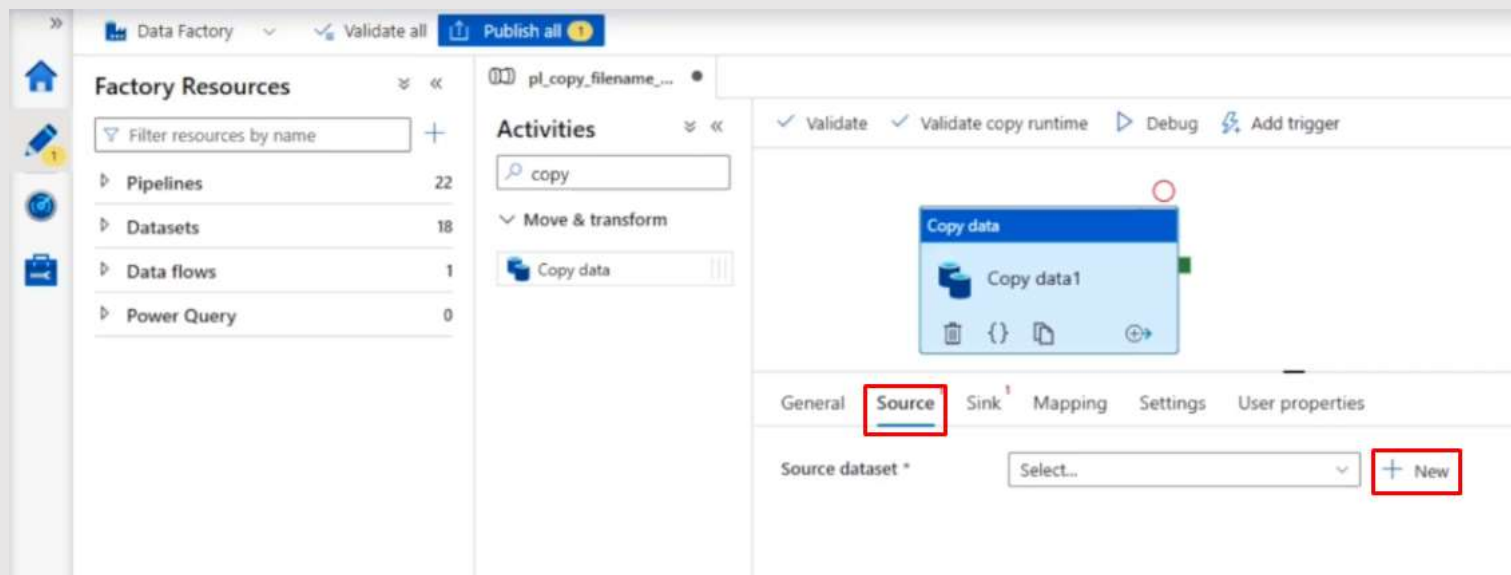 Data Factory
Validate all
Publish all 1
Factory Resources
Filter resources by name
1
Pipelines 22
Datasets 18
Data flows 1
Power Query 0
pl_copy_filename_...
Activities
copy
Move & transform
Copy data
Validate
Validate copy runtime
Debug
Add trigger
Copy data
Copy data1
{}
General
Source 1
Sink 1
Mapping
Settings
User properties
Source dataset *
Select...
+ New